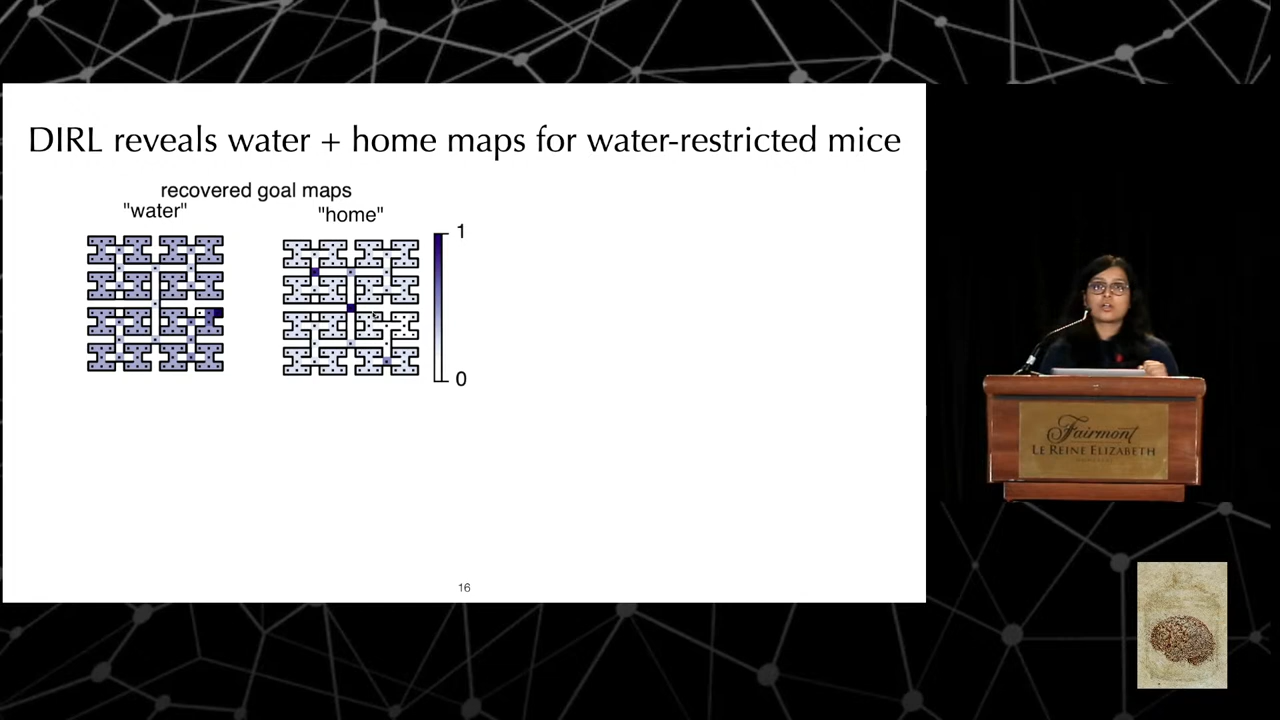 DIRL reveals water + home maps for water-restricted mice
recovered goal maps
"water"
"home"
1
0
16
Fairmont
LE REINE ELIZABETH